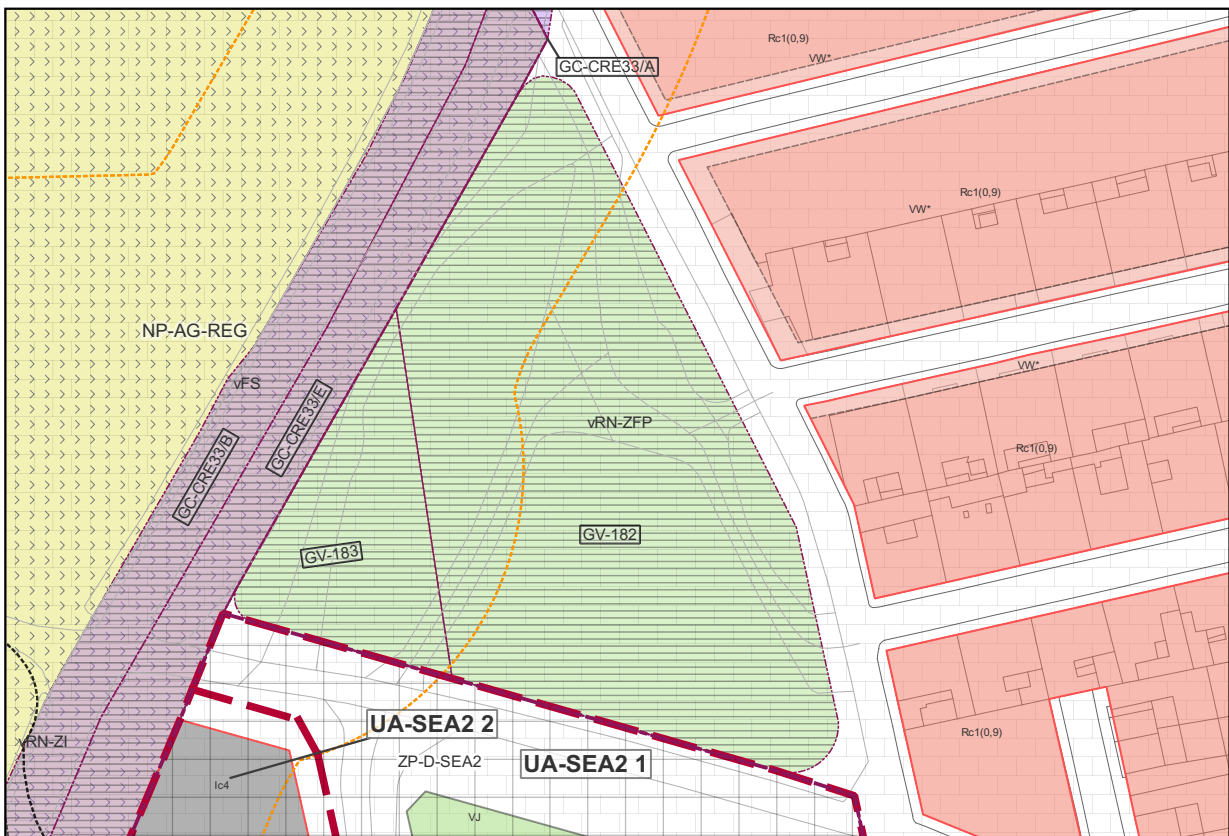 Rc1(0,9)
VW*
GC-CRE33/A
Rc1(0,9)
VW*
NP-AG-REG
VW*
vFS
GC-CRE33/E
vRN-ZFP
GC-CRE33/B
Rc1(0,9)
GV-182
GV-183
UA-SEA2 2
Rc1(0,9)
vRN-ZI
ZP-D-SEA2
UA-SEA2 1
Ic4
VJ